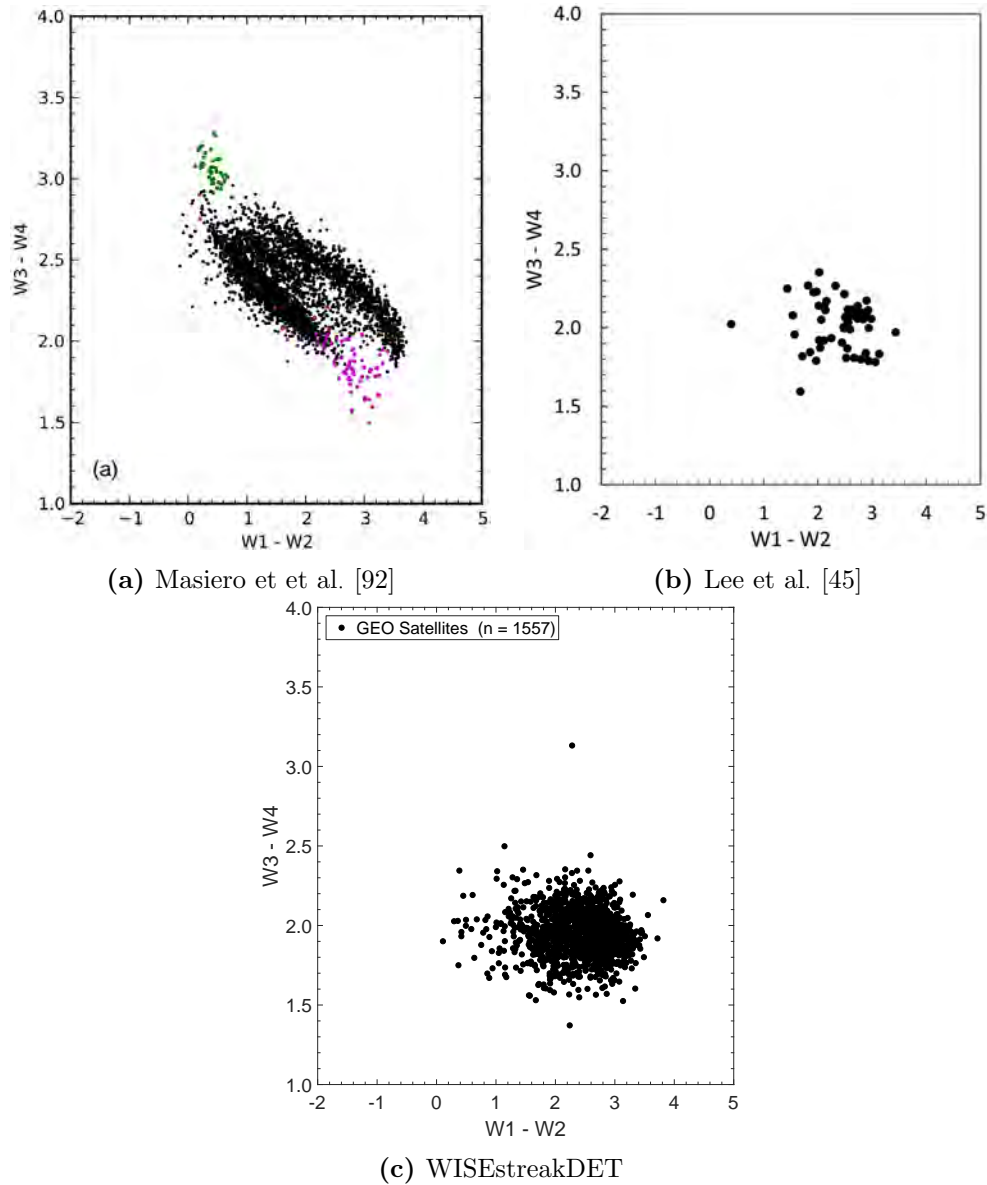 4.0
3.5
3.0
2.5
2.0
1.5
1.0
W3 - W4
(a)
-2 -1 0 1 2 3 4 5
W1 - W2
(a) Masiero et et al. [92]
4.0
3.5
3.0
2.5
2.0
1.5
1.0
W3 - W4
-2 -1 0 1 2 3 4 5
W1 - W2
(b) Lee et al. [45]
4.0
3.5
3.0
2.5
2.0
1.5
1.0
W3 - W4
GEO Satellites (n = 1557)
-2 -1 0 1 2 3 4 5
W1 - W2
(c) WISEstreakDET